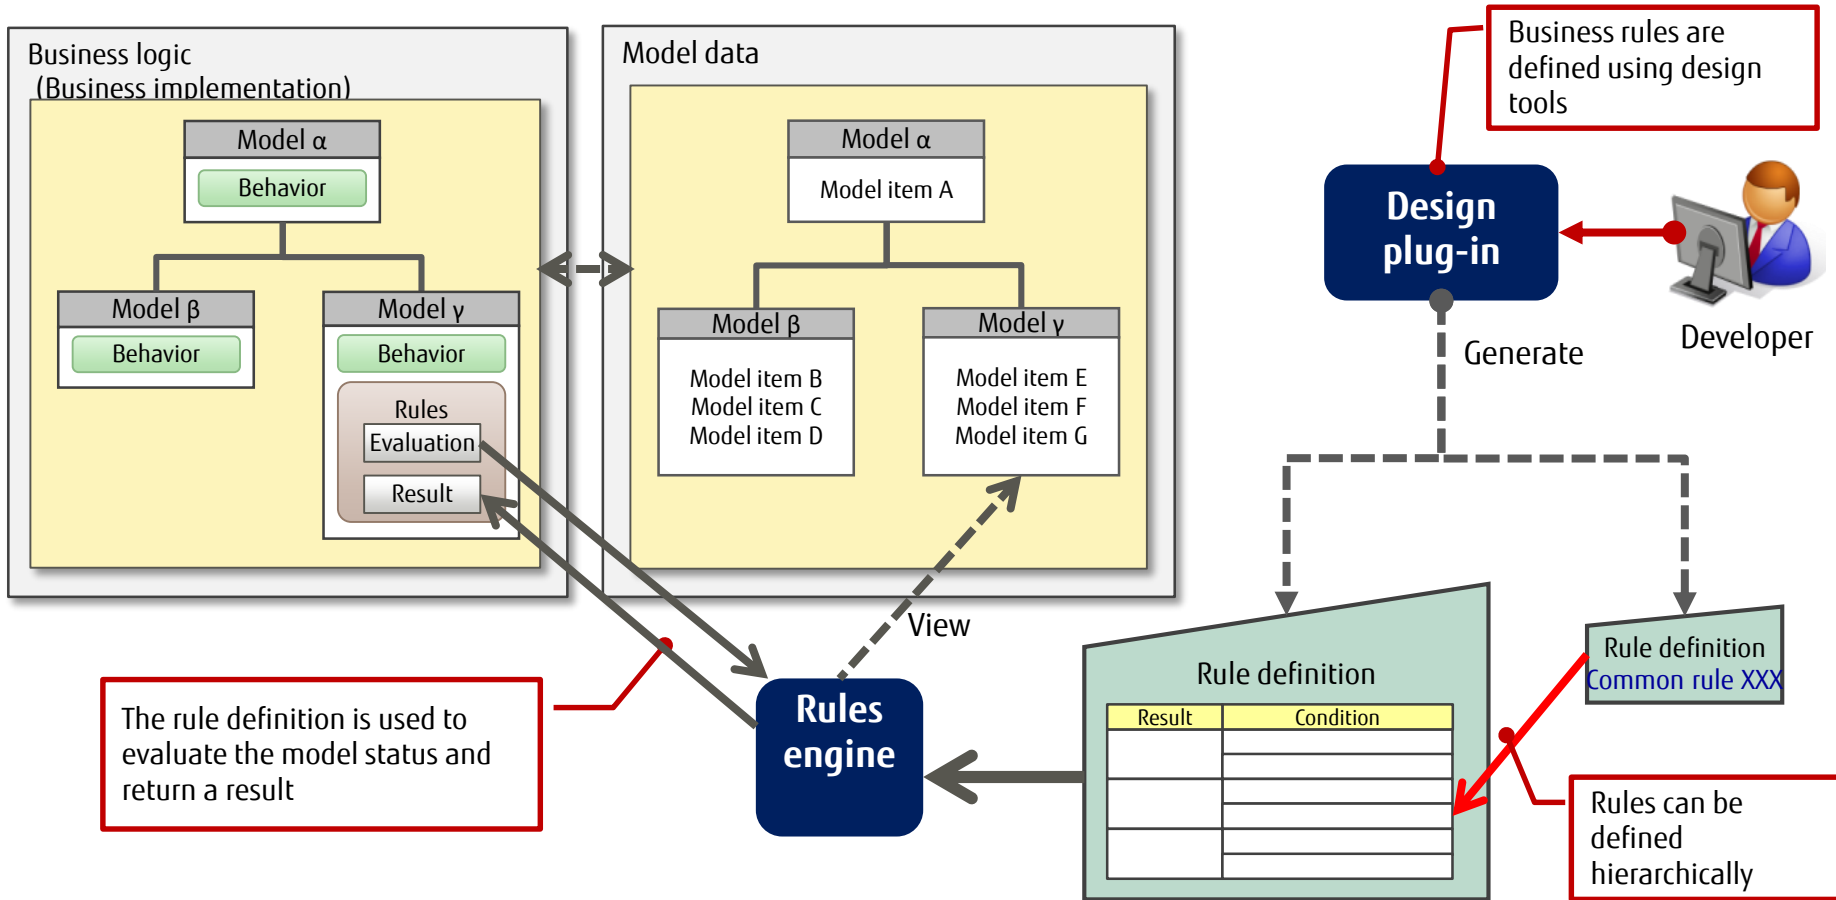 Business logic
(Business implementation)
Model α
Behavior
Model β
Behavior
Model γ
Behavior
Rules
Evaluation
Result
Model data
Model α
Model item A
Model β
Model item B
Model item C
Model item D
Model γ
Model item E
Model item F
Model item G
Business rules are
defined using design
tools
Design
plug-in
Developer
Generate
View
The rule definition is used to
evaluate the model status and
return a result
Rules
engine
Rule definition
Result Condition
Rule definition
Common rule XXX
Rules can be
defined
hierarchically